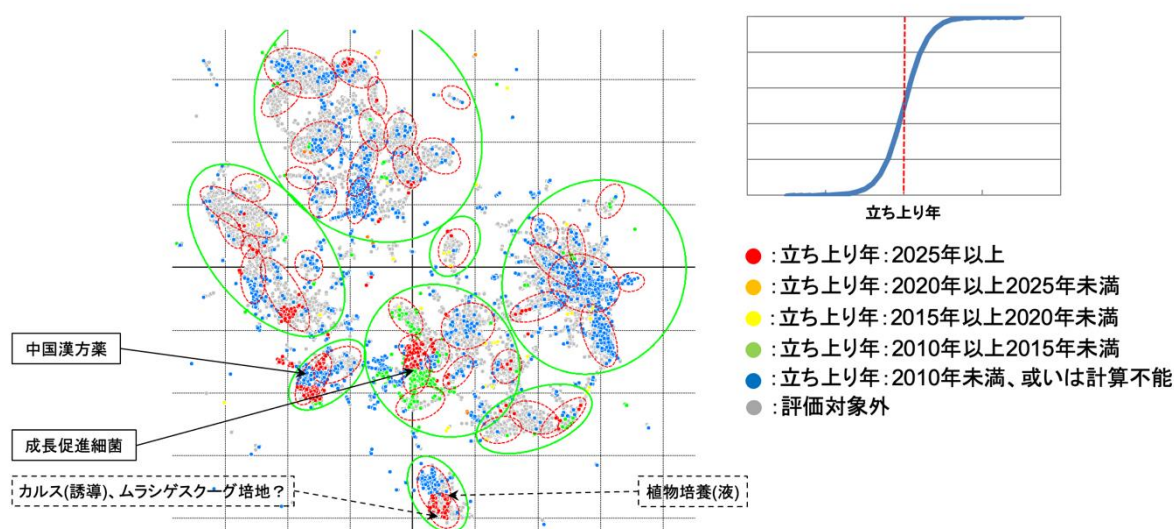 立ち上り年
●:立ち上り年:2025年以上
●:立ち上り年:2020年以上2025年未満
●:立ち上り年:2015年以上2020年未満
●:立ち上り年:2010年以上2015年未満
●:立ち上り年:2010年未満、或いは計算不能
●:評価対象外
中国漢方薬
成長促進細菌
カルス(誘導)、ムラシゲスクーグ培地?
植物培養(液)